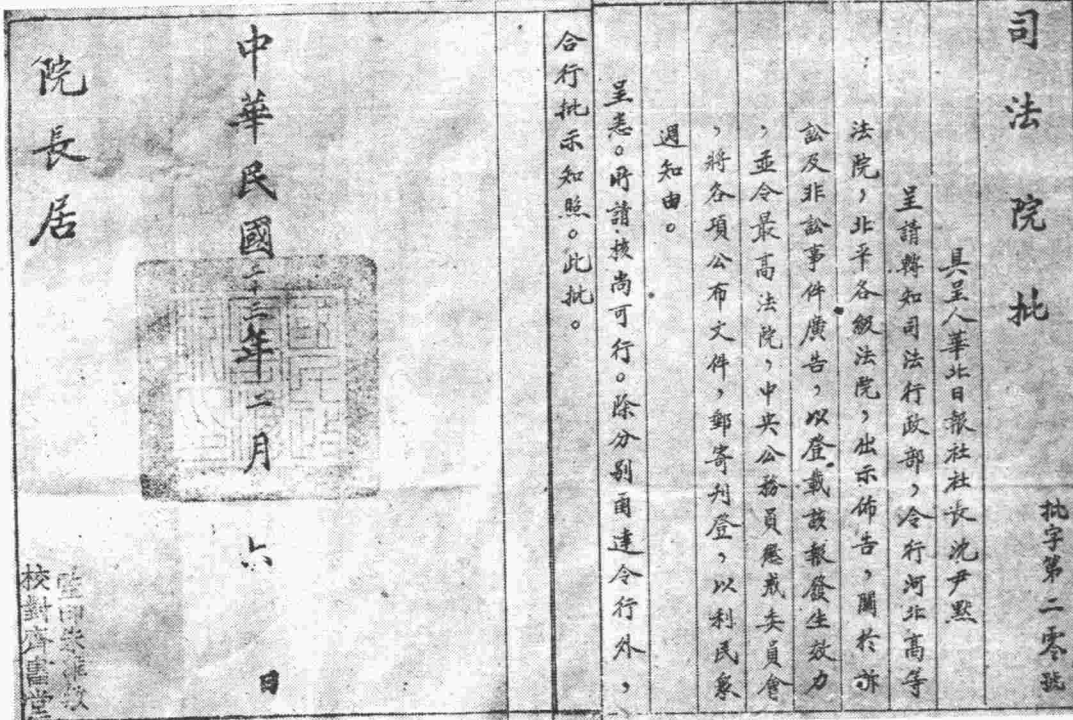 司法院批
批字第二零號
具呈人華北日報社社長沈尹默
呈請轉知司法行政部,令行河北高等
法院,北平各級法院,出示佈告,關於訴
訟及非訟事件廣告,以登載該報發生效力
,並令最高法院,中央公務員懲戒委員會
,將各項公布文件,郵寄刊登,以利民衆
週知由。
呈悉。所請核尚可行。除分別函達令行外,
合行批示知照。此批。
中華民國二十三年二月六日
院長居
監印朱
校對齊